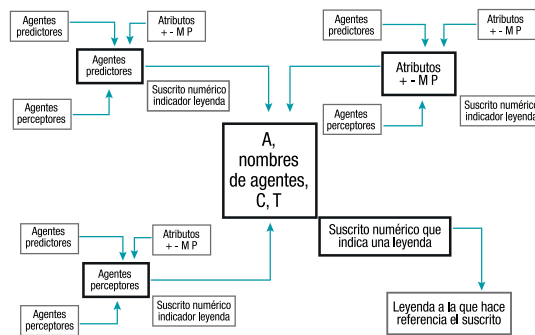 Agentes
predictores
Atributos
+ - M P
Agentes
predictores
Suscrito numérico
indicador leyenda
Agentes
perceptores
Agentes
predictores
Atributos
+ - M P
Atributos
+ - M P
Suscrito numérico
indicador leyenda
Agentes
perceptores
A,
nombres
de agentes,
C, T
Suscrito numérico que
indica una leyenda
Leyenda a la que hace
referencia el suscrito
Agentes
predictores
Atributos
+ - M P
Agentes
perceptores
Suscrito numérico
indicador leyenda
Agentes
perceptores